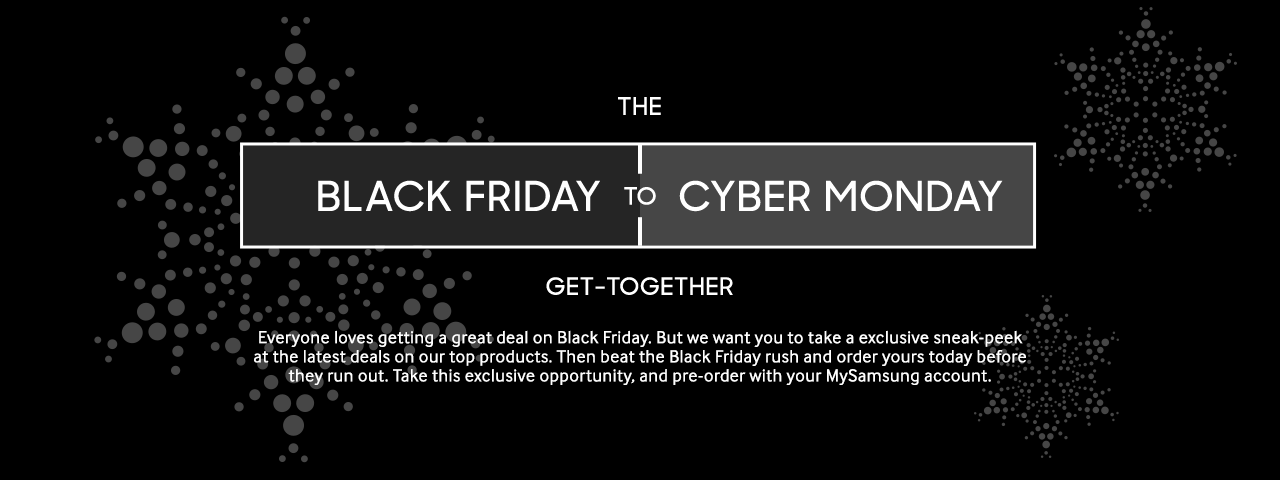 THE
BLACK FRIDAY TO CYBER MONDAY
GET-TOGETHER
Everyone loves getting a great deal on Black Friday. But we want you to take a exclusive sneak-peek
at the latest deals on our top products. Then beat the Black Friday rush and order yours today before
they run out. Take this exclusive opportunity, and pre-order with your MySamsung account.